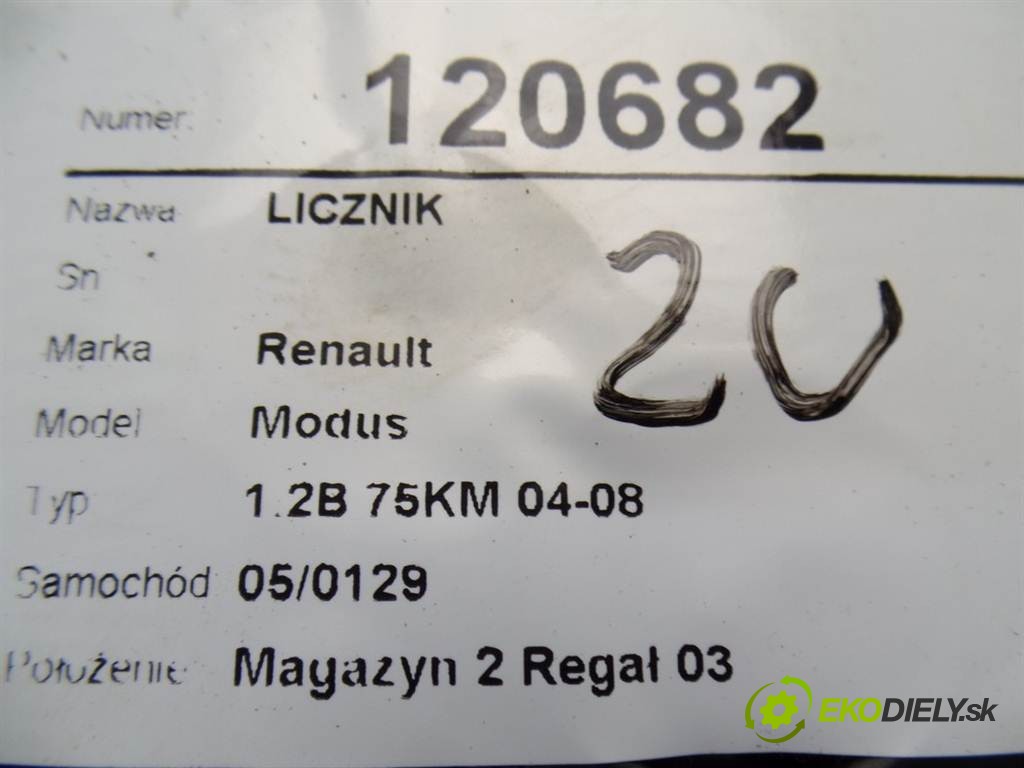 Numer: 120682
Nazwa LICZNIK
Sn
20
Marka Renault
Model Modus
Typ 1.2B 75KM 04-08
Samochód 05/0129
Położenie Magazyn 2 Regał 03
EKODIELY.sk